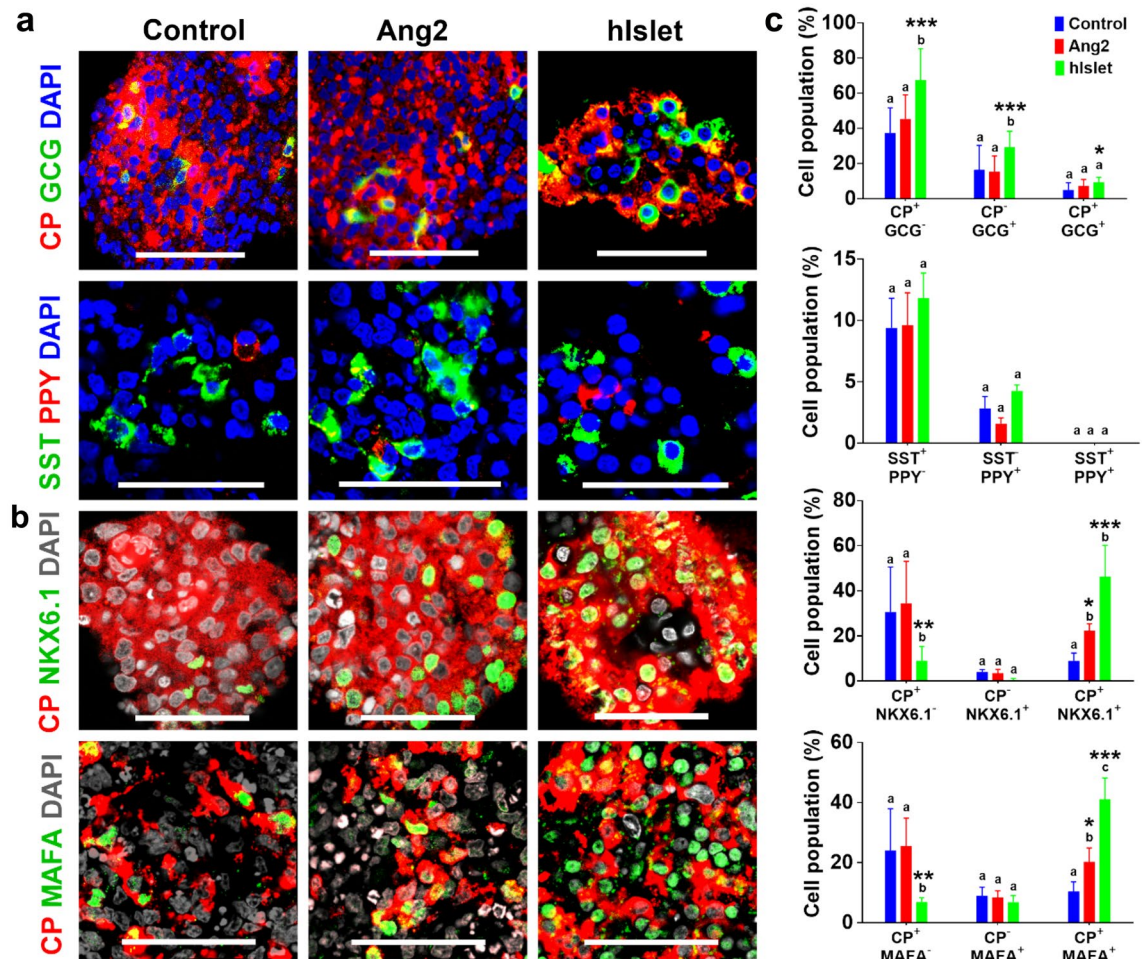 a
Control
Ang2
hIslet
CP GCG DAPI
SST PPY DAPI
b
CP NKX6.1 DAPI
CP MAFA DAPI
c
Control
Ang2
hIslet
Cell population (%)
100
80
60
40
20
0
a a b ***
a a b ***
a a a *
CP+ GCG-
CP- GCG+
CP+ GCG+
Cell population (%)
15
10
5
0
a a a
a a a
a a a
SST+ PPY-
SST- PPY+
SST+ PPY+
Cell population (%)
80
60
40
20
0
a a b **
a a a
a b * b ***
CP+ NKX6.1-
CP- NKX6.1+
CP+ NKX6.1+
Cell population (%)
60
40
20
0
a a b **
a a a
a b * c ***
CP+ MAFA-
CP- MAFA+
CP+ MAFA+